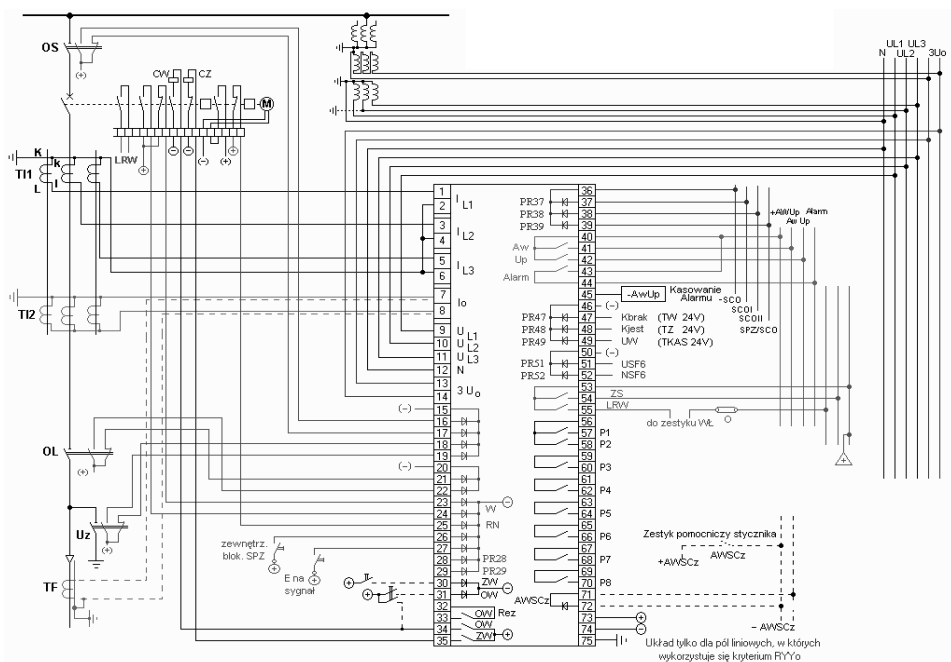 UL1 UL3
N UL2 3Uo
OS
(+)
CW CZ
M
LRW
(+)
(−) (−) (−) (+) (+)
K
k
TI1
L l
TI2
OL
(+)
Uz
(+)
TF
1
2
I L1
3
4
I L2
5
6
I L3
7
8
Io
9
10
11
12
U L1
U L2
U L3
N
13
14
3 Uo
(−) 15
16
17
18
19
(−) 20
21
22
23 W (−)
24
25 RN
26
27
28 PR28
29 PR29
30 ZW (−)
31 OW
32
33 OW Rez
34 OW
35 ZW (+)
zewnętrz.
blok. SPZ
(+)
E na
sygnał
(+)
(+)
(+)
36
PR37 37
PR38 38
PR39 39
40
Aw 41
Up 42
43
Alarm 44
45 -AwUp Kasowanie
Alarmu
46 (−)
PR47 47 Kbrak (TW 24V)
PR48 48 Kjest (TZ 24V)
PR49 49 UW (TKAS 24V)
50 (−)
PR51 51 USF6
PR52 52 NSF6
53
54 ZS
55 LRW
do zestyku WŁ O
56
57 P1
58 P2
59
60 P3
61
62 P4
63
64 P5
65
66 P6
67
68 P7
69
70 P8
AWSCz 71
72
73 (+)
74 (−)
75
+AWUp Alarm
Aw Up
-SCO
SCOI
SCOII
SPZ/SCO
+
Zestyk pomocniczy stycznika
+AWSCz AWSCz
- AWSCz
Układ tylko dla pól liniowych, w których
wykorzystuje się kryterium RYYo